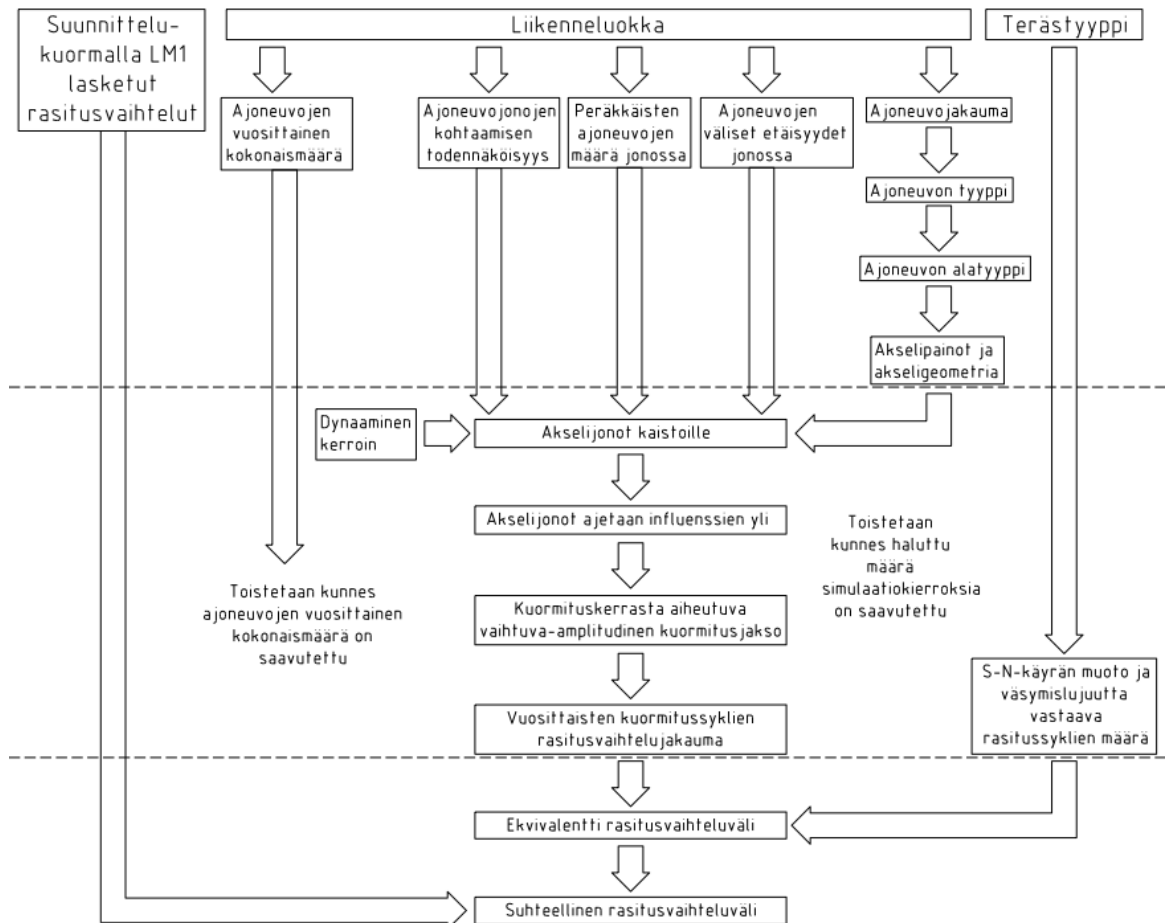 Suunnittelu-
kuormalla LM1
lasketut
rasitusvaihtelut
Liikenneluokka
Terästyyppi
Ajoneuvojen
vuosittainen
kokonaismäärä
Ajoneuvojonojen
kohtaamisen
todennäköisyys
Peräkkäisten
ajoneuvojen
määrä jonossa
Ajoneuvojen
väliset etäisyydet
jonossa
Ajoneuvojakauma
Ajoneuvon tyyppi
Ajoneuvon alatyyppi
Akselipainot ja
akseligeometria
Dynaaminen
kerroin
Akselijonot kaistoille
Akselijonot ajetaan influenssien yli
Toistetaan
kunnes haluttu
määrä
simulaatiokierroksia
on saavutettu
Toistetaan kunnes
ajoneuvojen vuosittainen
kokonaismäärä on
saavutettu
Kuormituskerrasta aiheutuva
vaihtuva-amplitudinen kuormitusjakso
Vuosittaisten kuormitussyklien
rasitusvaihtelujakauma
S-N-käyrän muoto ja
väsymislujuutta
vastaava
rasitussyklien määrä
Ekvivalentti rasitusvaihteluväli
Suhteellinen rasitusvaihteluväli